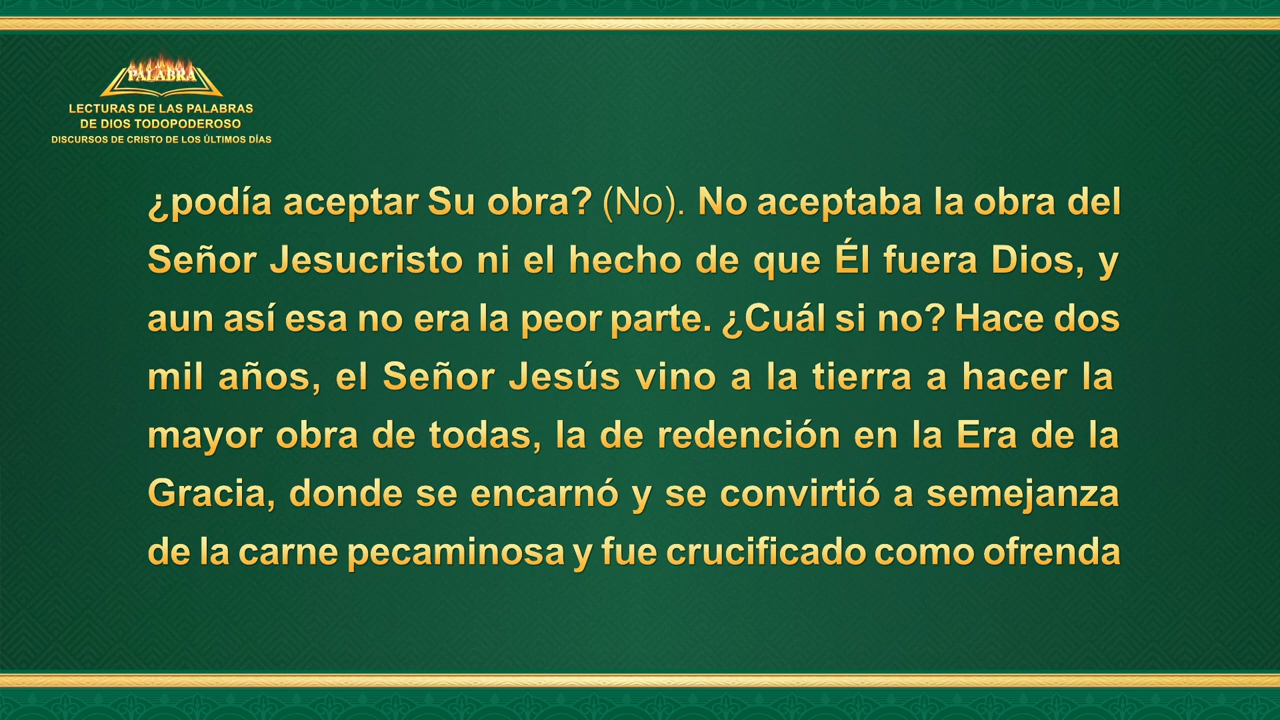 PALABRA
LECTURAS DE LAS PALABRAS
DE DIOS TODOPODEROSO
DISCURSOS DE CRISTO DE LOS ÚLTIMOS DÍAS
¿podía aceptar Su obra? (No). No aceptaba la obra del
Señor Jesucristo ni el hecho de que Él fuera Dios, y
aun así esa no era la peor parte. ¿Cuál si no? Hace dos
mil años, el Señor Jesús vino a la tierra a hacer la
mayor obra de todas, la de redención en la Era de la
Gracia, donde se encarnó y se convirtió a semejanza
de la carne pecaminosa y fue crucificado como ofrenda